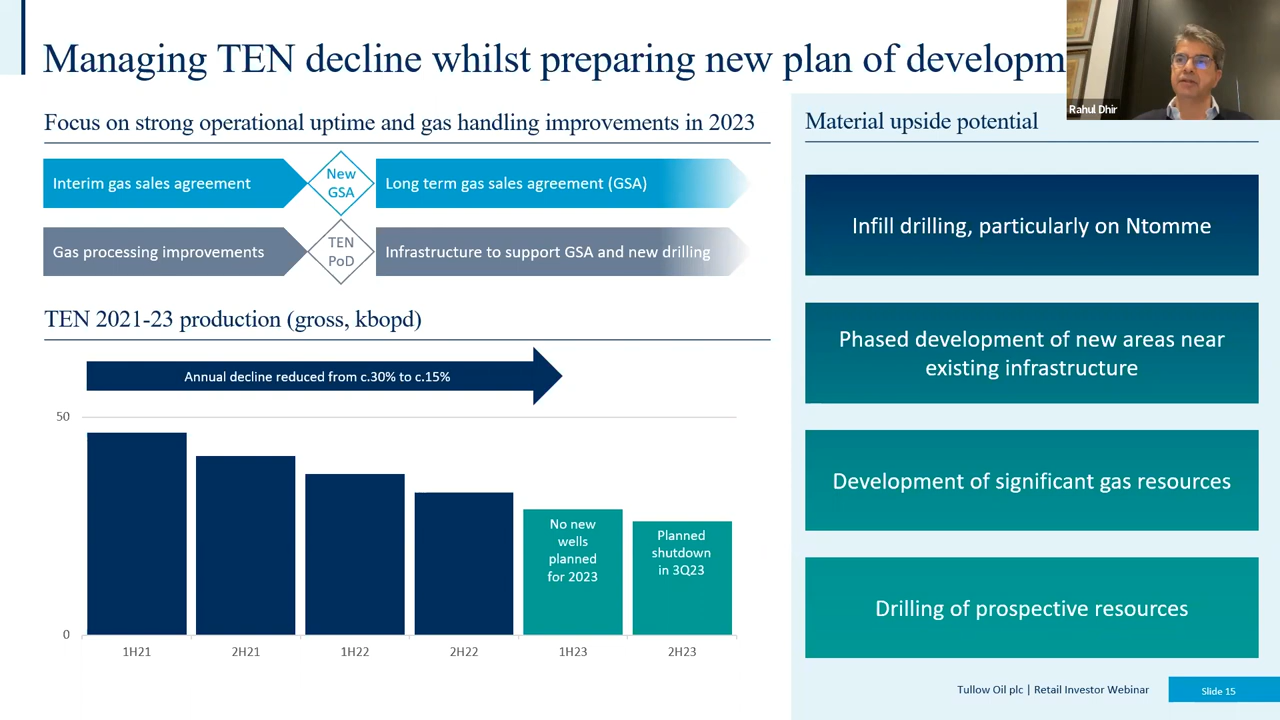 Managing TEN decline whilst preparing new plan of developm
Rahul Dhir
Focus on strong operational uptime and gas handling improvements in 2023
Interim gas sales agreement
New
GSA
Long term gas sales agreement (GSA)
Gas processing improvements
TEN
PoD
Infrastructure to support GSA and new drilling
TEN 2021-23 production (gross, kbopd)
Annual decline reduced from c.30% to c.15%
50
0
No new
wells
planned
for 2023
Planned
shutdown
in 3Q23
1H21
2H21
1H22
2H22
1H23
2H23
Material upside potential
Infill drilling, particularly on Ntomme
Phased development of new areas near
existing infrastructure
Development of significant gas resources
Drilling of prospective resources
Tullow Oil plc | Retail Investor Webinar
Slide 15